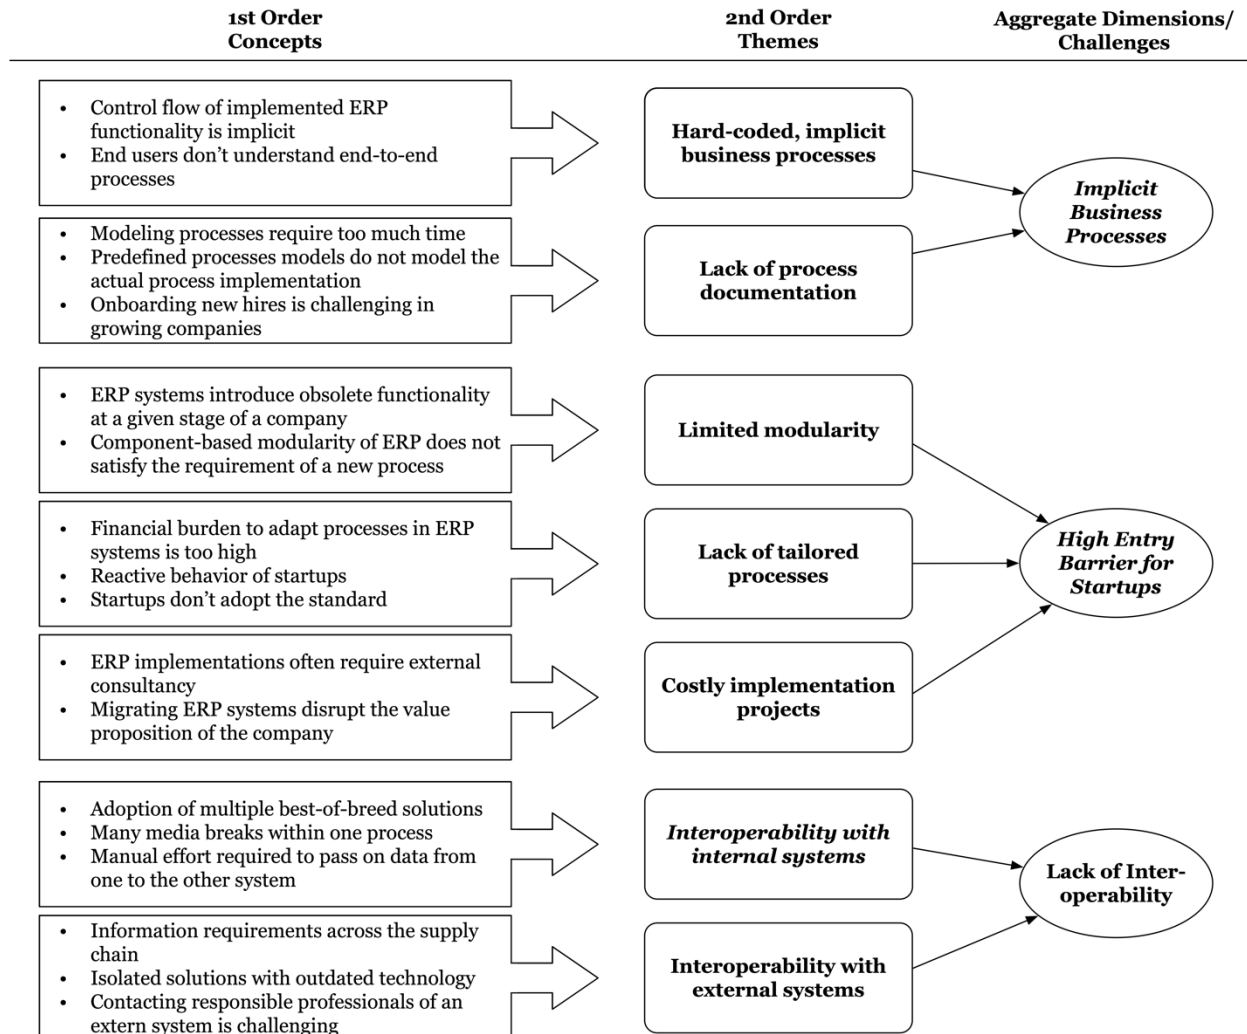 1st Order
Concepts
2nd Order
Themes
Aggregate Dimensions/
Challenges
• Control flow of implemented ERP
functionality is implicit
• End users don’t understand end-to-end
processes
Hard-coded, implicit
business processes
Implicit
Business
Processes
• Modeling processes require too much time
• Predefined processes models do not model the
actual process implementation
• Onboarding new hires is challenging in
growing companies
Lack of process
documentation
• ERP systems introduce obsolete functionality
at a given stage of a company
• Component-based modularity of ERP does not
satisfy the requirement of a new process
Limited modularity
• Financial burden to adapt processes in ERP
systems is too high
• Reactive behavior of startups
• Startups don’t adopt the standard
Lack of tailored
processes
High Entry
Barrier for
Startups
• ERP implementations often require external
consultancy
• Migrating ERP systems disrupt the value
proposition of the company
Costly implementation
projects
• Adoption of multiple best-of-breed solutions
• Many media breaks within one process
• Manual effort required to pass on data from
one to the other system
Interoperability with
internal systems
Lack of Inter-
operability
• Information requirements across the supply
chain
• Isolated solutions with outdated technology
• Contacting responsible professionals of an
extern system is challenging
Interoperability with
external systems